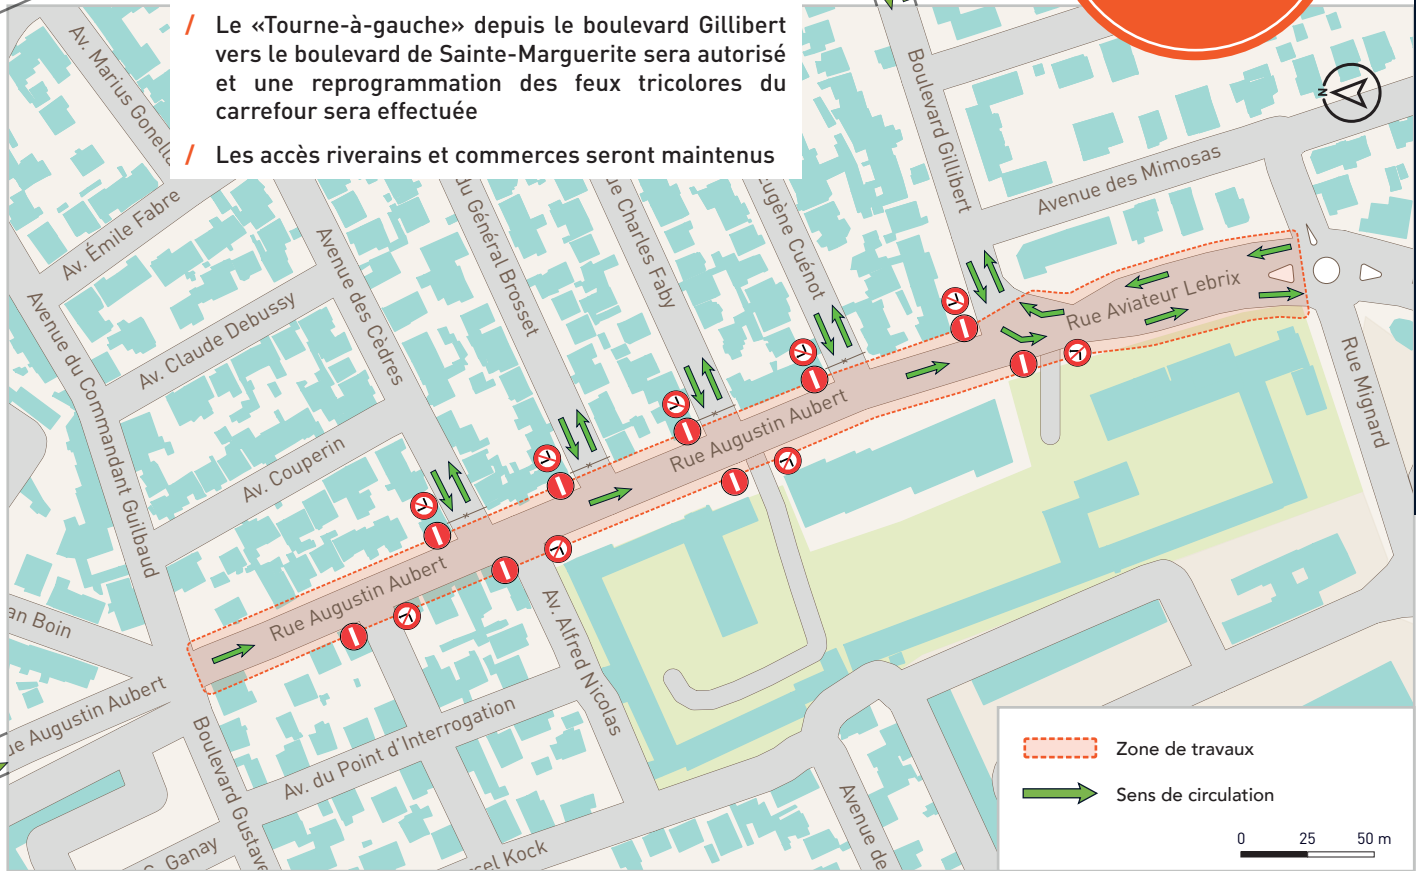 / Le «Tourne-à-gauche» depuis le boulevard Gillibert
vers le boulevard de Sainte-Marguerite sera autorisé
et une reprogrammation des feux tricolores du
carrefour sera effectuée
/ Les accès riverains et commerces seront maintenus
N
Av. Marius Gonelle
Av. Émile Fabre
Avenue du Commandant Guilbaud
Av. Claude Debussy
Avenue des Cèdres
Av. Couperin
du Général Brosset
Charles Faby
Eugène Cuénot
Boulevard Gillibert
Avenue des Mimosas
Rue Aviateur Lebrix
Rue Mignard
Rue Augustin Aubert
Rue Augustin Aubert
Boin
Augustin Aubert
Boulevard Gustave
Av. du Point d'Interrogation
Av. Alfred Nicolas
Ganay
Kock
Avenue de
Zone de travaux
Sens de circulation
0 25 50 m